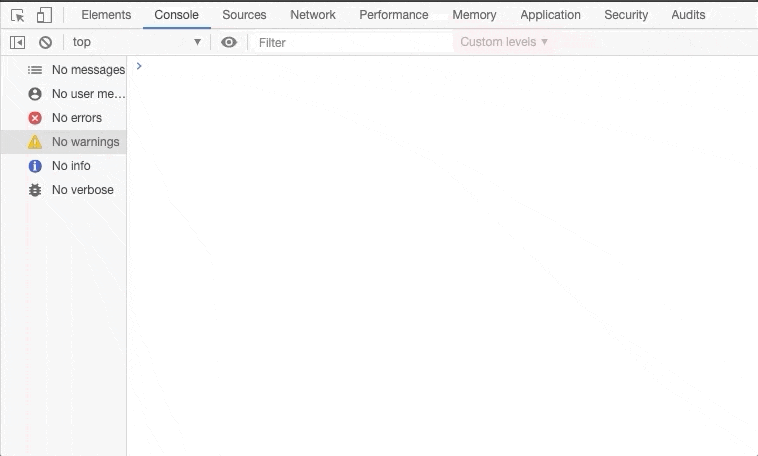 Elements Console Sources Network Performance Memory Application Security Audits
top Filter Custom levels
No messages
No user me...
No errors
No warnings
No info
No verbose